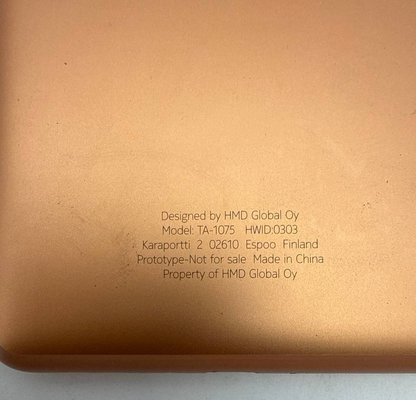 Designed by HMD Global Oy
Model: TA-1075 HWID:0303
Karaportti 2 02610 Espoo Finland
Prototype-Not for sale Made in China
Property of HMD Global Oy